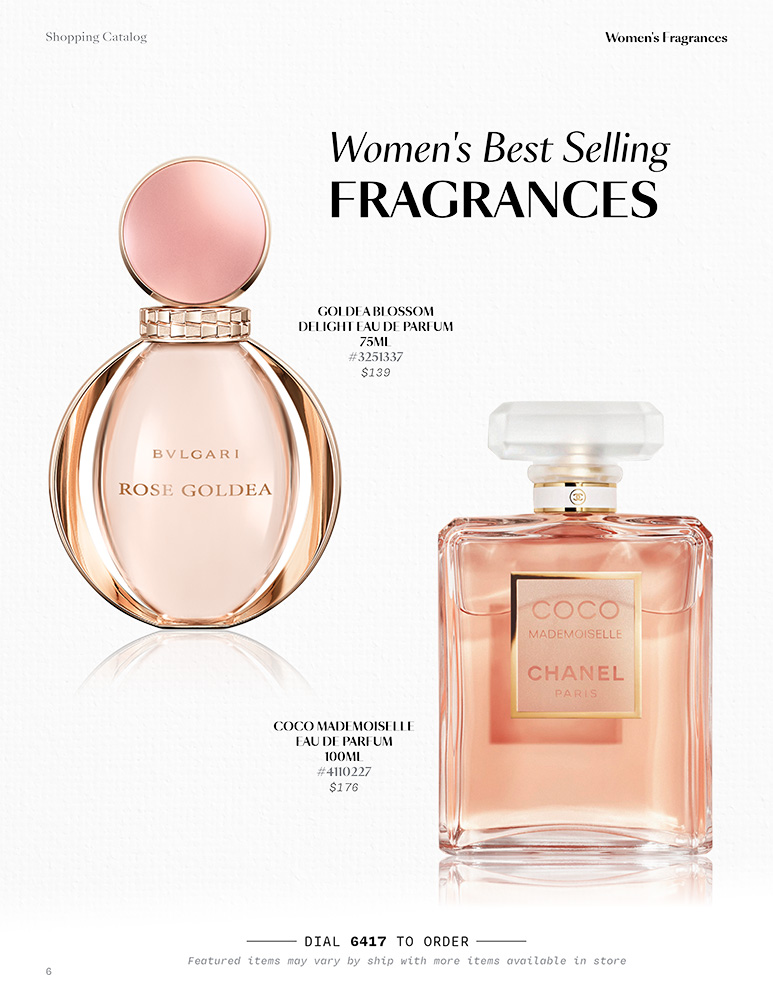 Shopping Catalog
Women's Fragrances
Women's Best Selling
FRAGRANCES
GOLDEA BLOSSOM
DELIGHT EAU DE PARFUM
75ML
#3251337
$139
BVLGARI
ROSE GOLDEA
COCO
MADEMOISELLE
CHANEL
PARIS
COCO MADEMOISELLE
EAU DE PARFUM
100ML
#4110227
$176
DIAL 6417 TO ORDER
Featured items may vary by ship with more items available in store
6